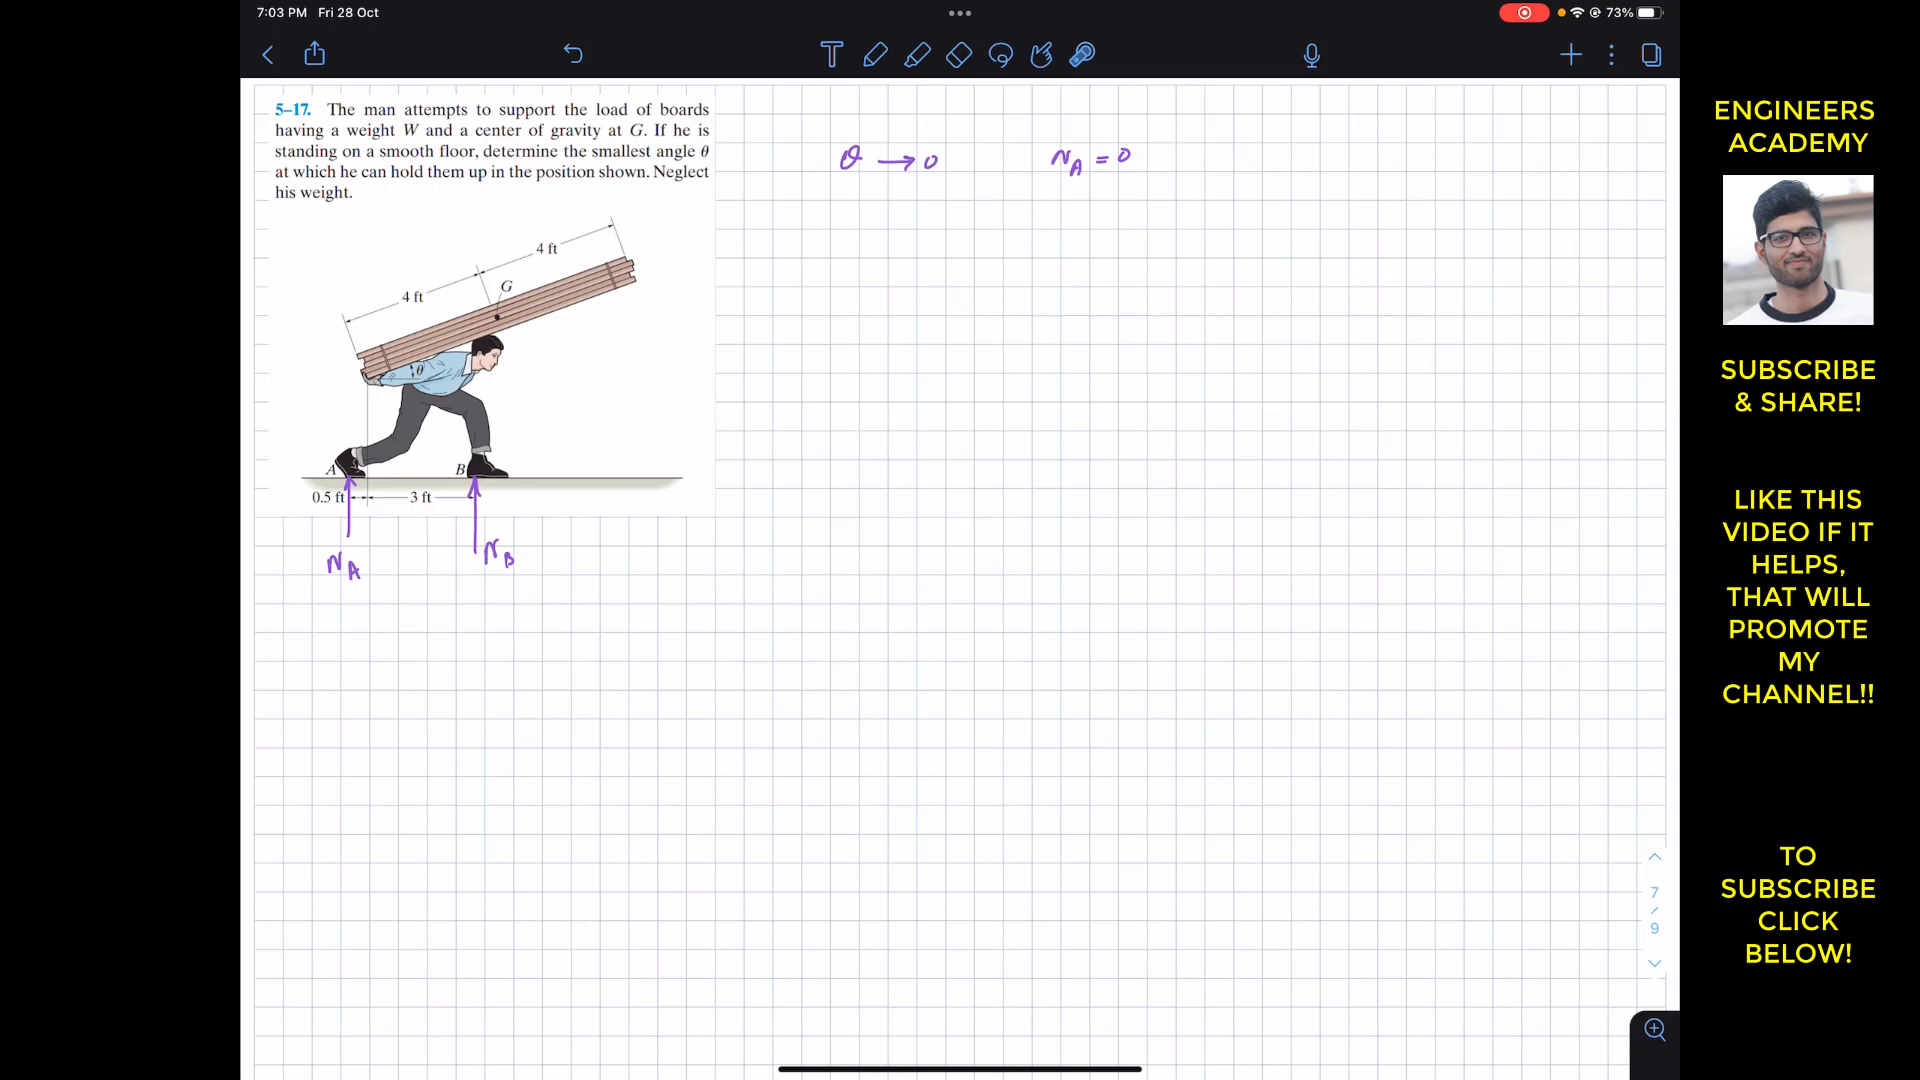 7:03 PM Fri 28 Oct
73%
5–17. The man attempts to support the load of boards
having a weight W and a center of gravity at G. If he is
standing on a smooth floor, determine the smallest angle θ
at which he can hold them up in the position shown. Neglect
his weight.
θ → 0 N_A = 0
4 ft
4 ft
G
θ
A
B
0.5 ft
3 ft
N_A
N_B
ENGINEERS
ACADEMY
SUBSCRIBE
& SHARE!
LIKE THIS
VIDEO IF IT
HELPS,
THAT WILL
PROMOTE
MY
CHANNEL!!
TO
SUBSCRIBE
CLICK
BELOW!
7
/
9